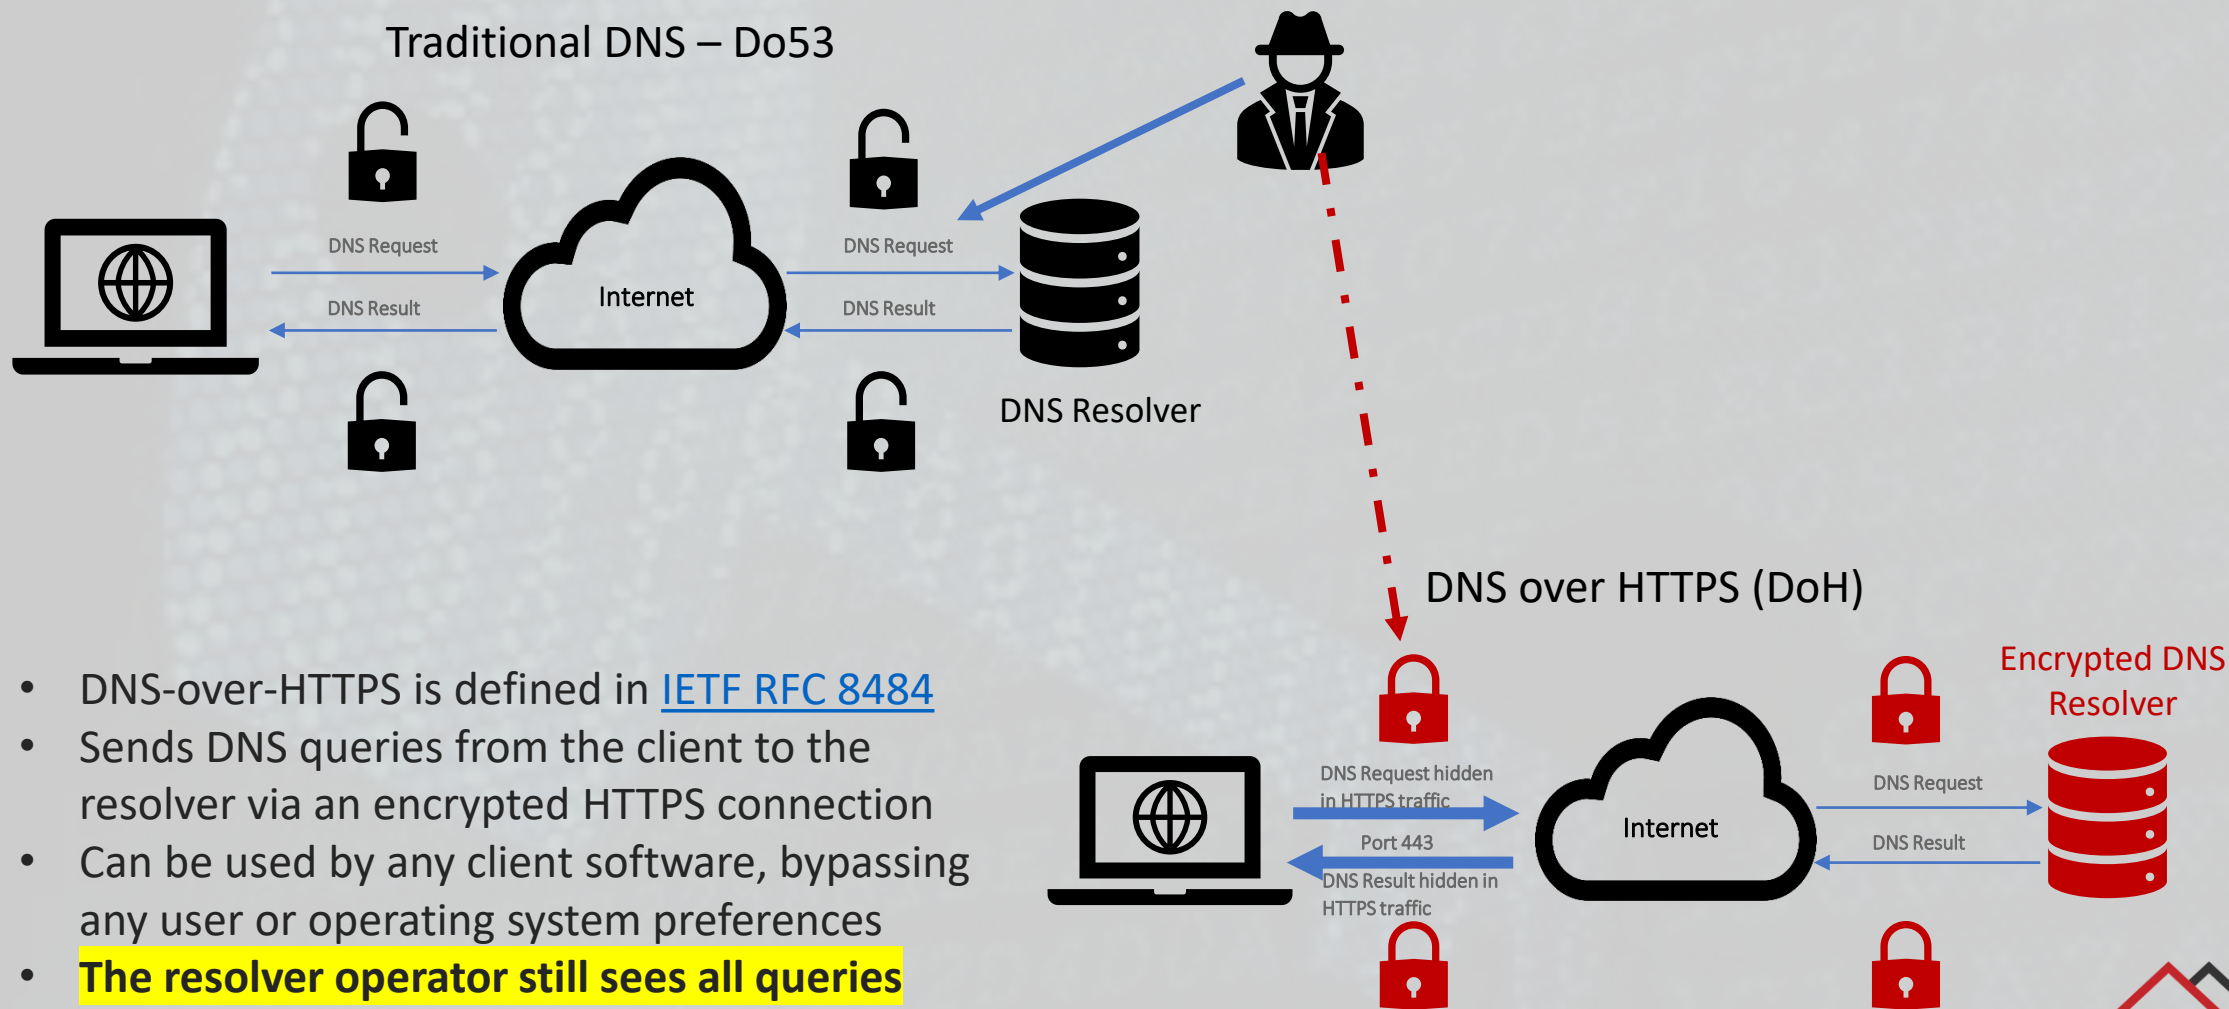 Traditional DNS – Do53
DNS Request
DNS Result
Internet
DNS Request
DNS Result
DNS Resolver
DNS over HTTPS (DoH)
Encrypted DNS
Resolver
DNS Request hidden
in HTTPS traffic
Port 443
DNS Result hidden in
HTTPS traffic
Internet
DNS Request
DNS Result
• DNS-over-HTTPS is defined in IETF RFC 8484
• Sends DNS queries from the client to the
resolver via an encrypted HTTPS connection
• Can be used by any client software, bypassing
any user or operating system preferences
• The resolver operator still sees all queries